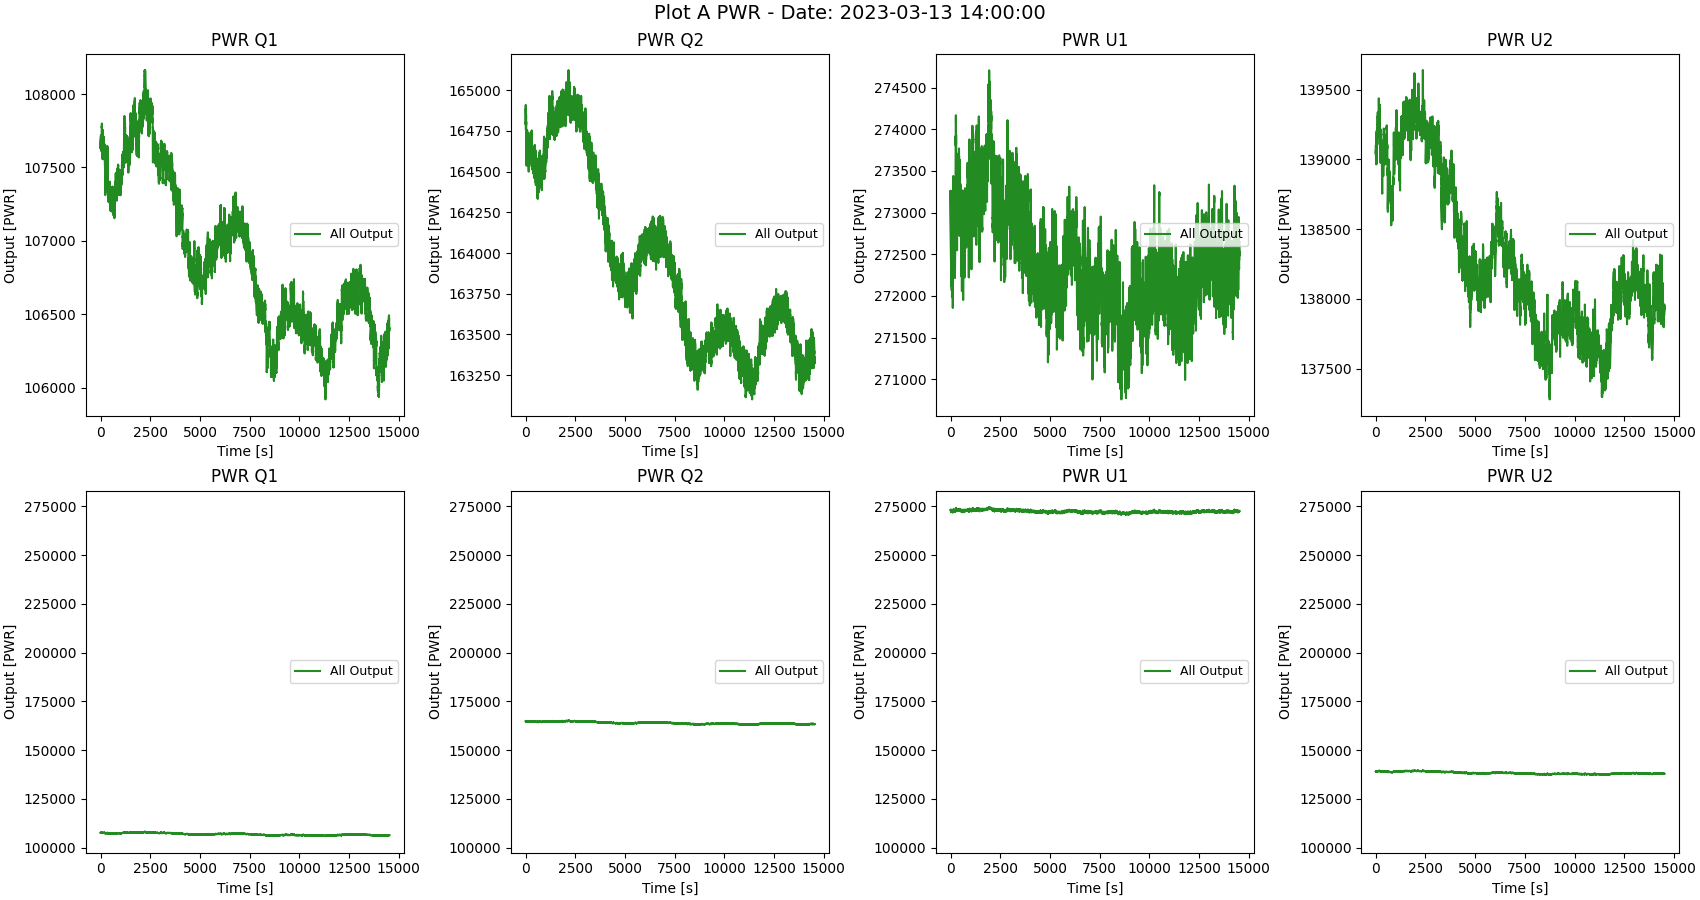 Plot A PWR - Date: 2023-03-13 14:00:00
PWR Q1
108000
107500
107000
106500
106000
Output [PWR]
All Output
0 2500 5000 7500 10000 12500 15000
Time [s]
PWR Q2
165000
164750
164500
164250
164000
163750
163500
163250
Output [PWR]
All Output
0 2500 5000 7500 10000 12500 15000
Time [s]
PWR U1
274500
274000
273500
273000
272500
272000
271500
271000
Output [PWR]
All Output
0 2500 5000 7500 10000 12500 15000
Time [s]
PWR U2
139500
139000
138500
138000
137500
Output [PWR]
All Output
0 2500 5000 7500 10000 12500 15000
Time [s]
PWR Q1
275000
250000
225000
200000
175000
150000
125000
100000
Output [PWR]
All Output
0 2500 5000 7500 10000 12500 15000
Time [s]
PWR Q2
275000
250000
225000
200000
175000
150000
125000
100000
Output [PWR]
All Output
0 2500 5000 7500 10000 12500 15000
Time [s]
PWR U1
275000
250000
225000
200000
175000
150000
125000
100000
Output [PWR]
All Output
0 2500 5000 7500 10000 12500 15000
Time [s]
PWR U2
275000
250000
225000
200000
175000
150000
125000
100000
Output [PWR]
All Output
0 2500 5000 7500 10000 12500 15000
Time [s]